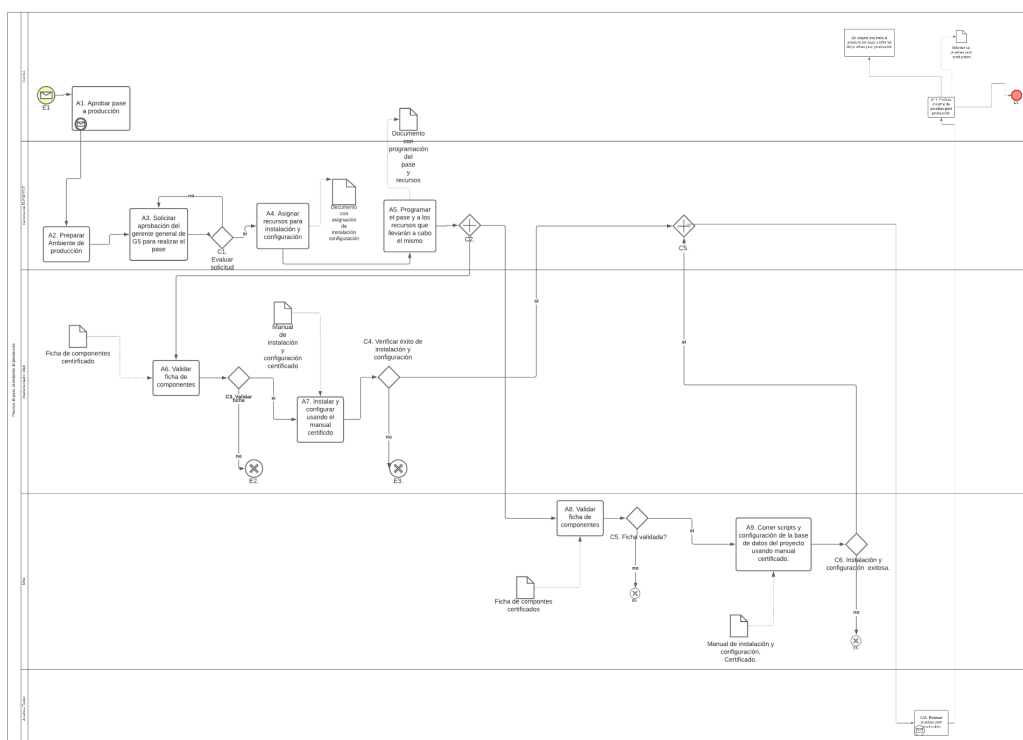 E1
A1. Aprobar pase
a producción
Informe de
pruebas post
producción
Documento
con
programación
del
pase
y
recursos
A2. Preparar
Ambiente de
producción
A3. Solicitar
aprobación del
gerente general de
G5 para realizar el
pase
no
C1.
Evaluar
solicitud
si
A4. Asignar
recursos para
instalación y
configuración
Documento
con
asignación
de
instalación
configuración
A5. Programar
el pase y a los
recursos que
llevarán a cabo
el mismo
C2.
C5.
si
si
Ficha de componentes
centirficado
A6. Validar
ficha de
componentes
C3. Validar
ficha
si
no
E2.
Manual
de
instalación
y
configuración
certificado
A7. Instalar y
configurar
usando el
manual
certificdo
C4. Verificar éxito de
instalación y
configuración
no
E3.
A8. Validar
ficha de
componentes
C5. Ficha validada?
si
no
Ficha de compontes
certificados
A9. Correr scripts y
configuración de la base
de datos del proyecto
usando manual
certificado.
C6. Instalación y
configuración exitosa.
no
Manual de instalación y
configuración.
Certificado.